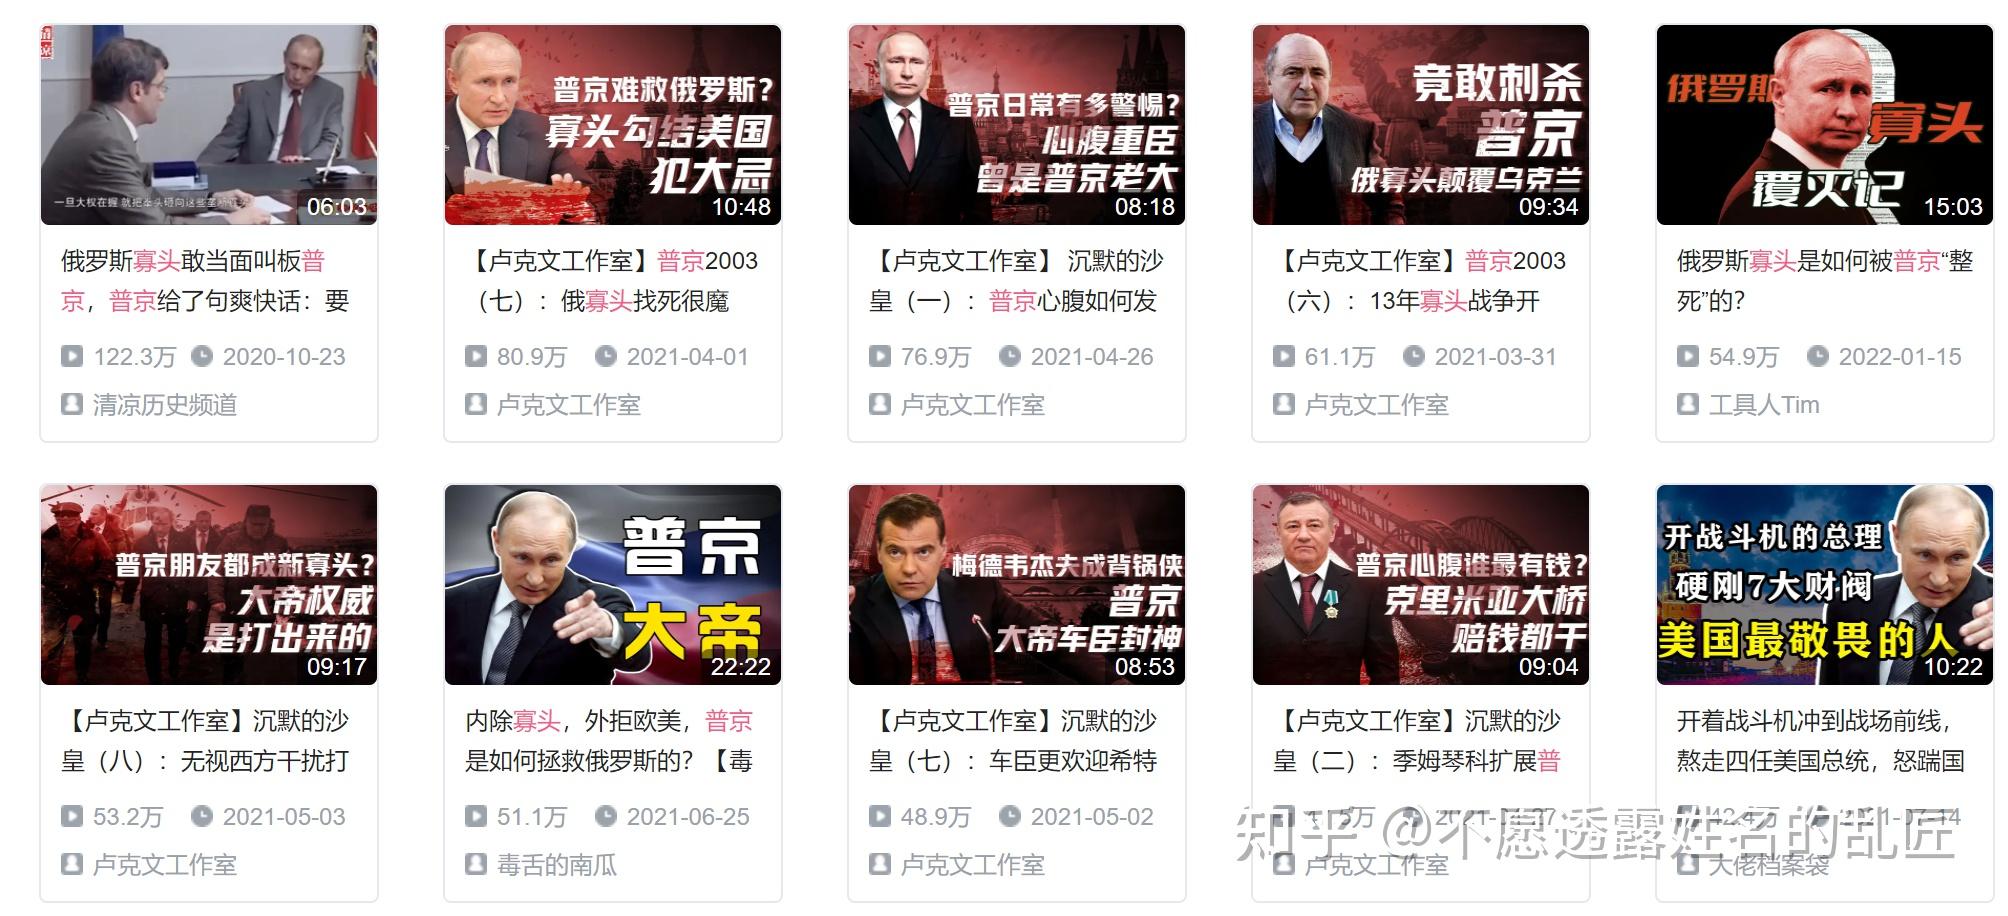 清凉
一旦大权在握 就把拳头砸向这些垄断寡头
06:03
俄罗斯寡头敢当面叫板普
京，普京给了句爽快话：要
122.3万 2020-10-23
清凉历史频道
普京难救俄罗斯？
寡头勾结美国
犯大忌
10:48
【卢克文工作室】普京2003
（七）：俄寡头找死很魔
80.9万 2021-04-01
卢克文工作室
普京日常有多警惕？
心腹重臣
曾是普京老大
08:18
【卢克文工作室】 沉默的沙
皇（一）：普京心腹如何发
76.9万 2021-04-26
卢克文工作室
竟敢刺杀
普京
俄寡头颠覆乌克兰
09:34
【卢克文工作室】普京2003
（六）：13年寡头战争开
61.1万 2021-03-31
卢克文工作室
俄罗斯
寡头
覆灭记
15:03
俄罗斯寡头是如何被普京“整
死”的？
54.9万 2022-01-15
工具人Tim
普京朋友都成新寡头？
大帝权威
是打出来的
09:17
【卢克文工作室】沉默的沙
皇（八）：无视西方干扰打
53.2万 2021-05-03
卢克文工作室
普京
大帝
22:22
内除寡头，外拒欧美，普京
是如何拯救俄罗斯的？【毒
51.1万 2021-06-25
毒舌的南瓜
梅德韦杰夫成背锅侠
普京
大帝车臣封神
08:53
【卢克文工作室】沉默的沙
皇（七）：车臣更欢迎希特
48.9万 2021-05-02
卢克文工作室
普京心腹谁最有钱？
克里米亚大桥
赔钱都干
09:04
【卢克文工作室】沉默的沙
皇（二）：季姆琴科扩展普
2021-04-27
卢克文工作室
开战斗机的总理
硬刚7大财阀
美国最敬畏的人
10:22
开着战斗机冲到战场前线，
熬走四任美国总统，怒踹国
42.4万 2021-07-14
大佬档案袋
知乎 @不愿透露姓名的乱匠